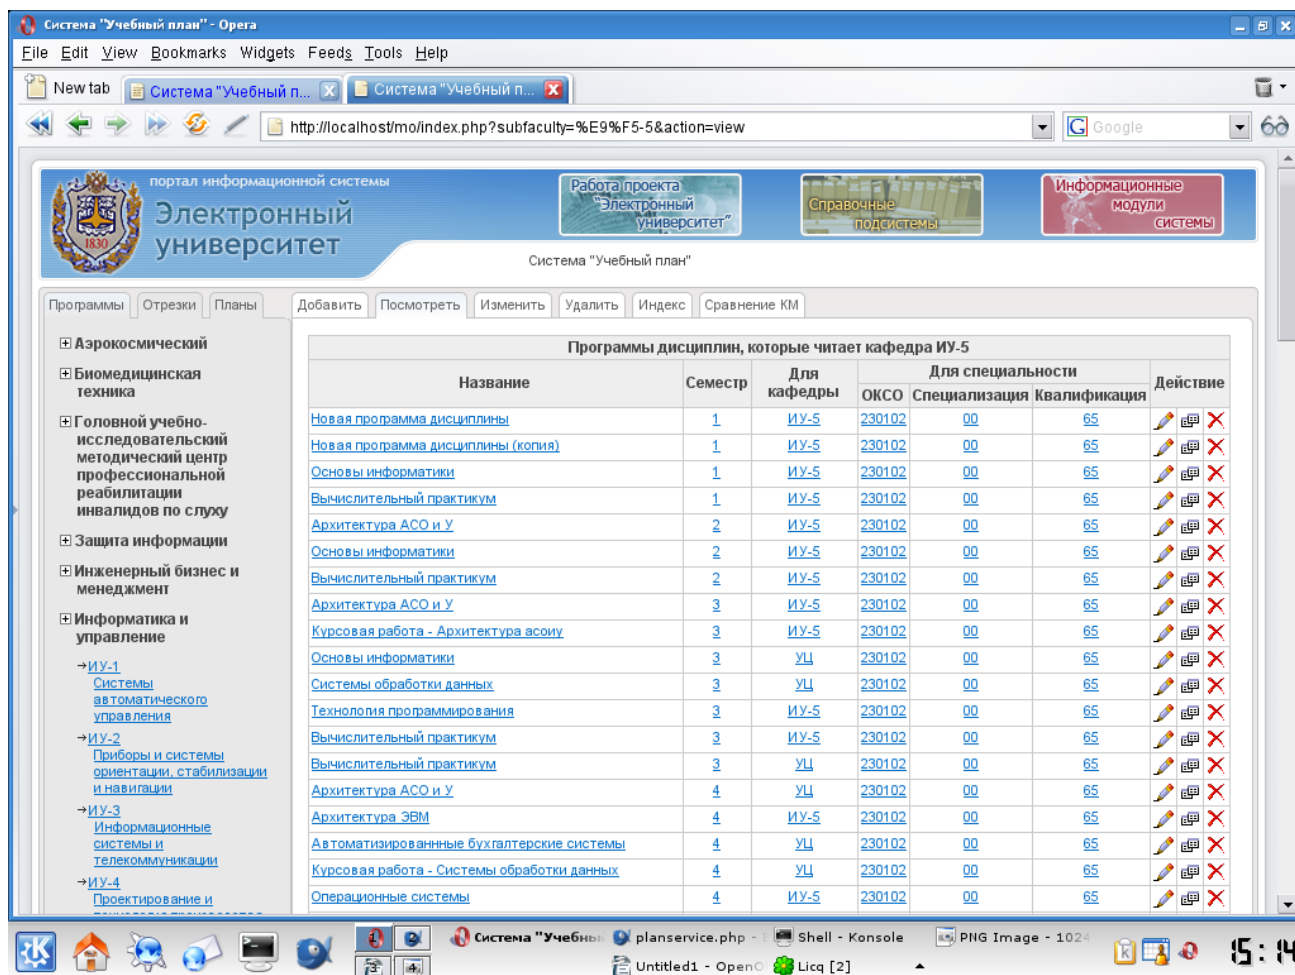 Система "Учебный план" - Opera
File Edit View Bookmarks Widgets Feeds Tools Help
New tab Система "Учебный п... Система "Учебный п...
http://localhost/mo/index.php?subfaculty=%E9%F5-5&action=view Google
портал информационной системы
Электронный
университет
1830
Работа проекта
"Электронный
университет"
Справочные
подсистемы
Информационные
модули
системы
Система "Учебный план"
Программы Отрезки Планы Добавить Посмотреть Изменить Удалить Индекс Сравнение КМ
Аэрокосмический
Биомедицинская
техника
Головной учебно-
исследовательский
методический центр
профессиональной
реабилитации
инвалидов по слуху
Защита информации
Инженерный бизнес и
менеджмент
Информатика и
управление
→ИУ-1
Системы
автоматического
управления
→ИУ-2
Приборы и системы
ориентации, стабилизации
и навигации
→ИУ-3
Информационные
системы и
телекоммуникации
→ИУ-4
Проектирование и
Программы дисциплин, которые читает кафедра ИУ-5
Название Семестр Для кафедры Для специальности Действие
ОКСО Специализация Квалификация
Новая программа дисциплины 1 ИУ-5 230102 00 65
Новая программа дисциплины (копия) 1 ИУ-5 230102 00 65
Основы информатики 1 ИУ-5 230102 00 65
Вычислительный практикум 1 ИУ-5 230102 00 65
Архитектура АСО и У 2 ИУ-5 230102 00 65
Основы информатики 2 ИУ-5 230102 00 65
Вычислительный практикум 2 ИУ-5 230102 00 65
Архитектура АСО и У 3 ИУ-5 230102 00 65
Курсовая работа - Архитектура асоиу 3 ИУ-5 230102 00 65
Основы информатики 3 УЦ 230102 00 65
Системы обработки данных 3 УЦ 230102 00 65
Технология программирования 3 ИУ-5 230102 00 65
Вычислительный практикум 3 ИУ-5 230102 00 65
Вычислительный практикум 3 УЦ 230102 00 65
Архитектура АСО и У 4 УЦ 230102 00 65
Архитектура ЭВМ 4 ИУ-5 230102 00 65
Автоматизированнные бухгалтерские системы 4 УЦ 230102 00 65
Курсовая работа - Системы обработки данных 4 УЦ 230102 00 65
Операционные системы 4 ИУ-5 230102 00 65
Система "Учебны planservice.php - Shell - Konsole PNG Image - 1024
Untitled1 - OpenO Licq [2]
15:14